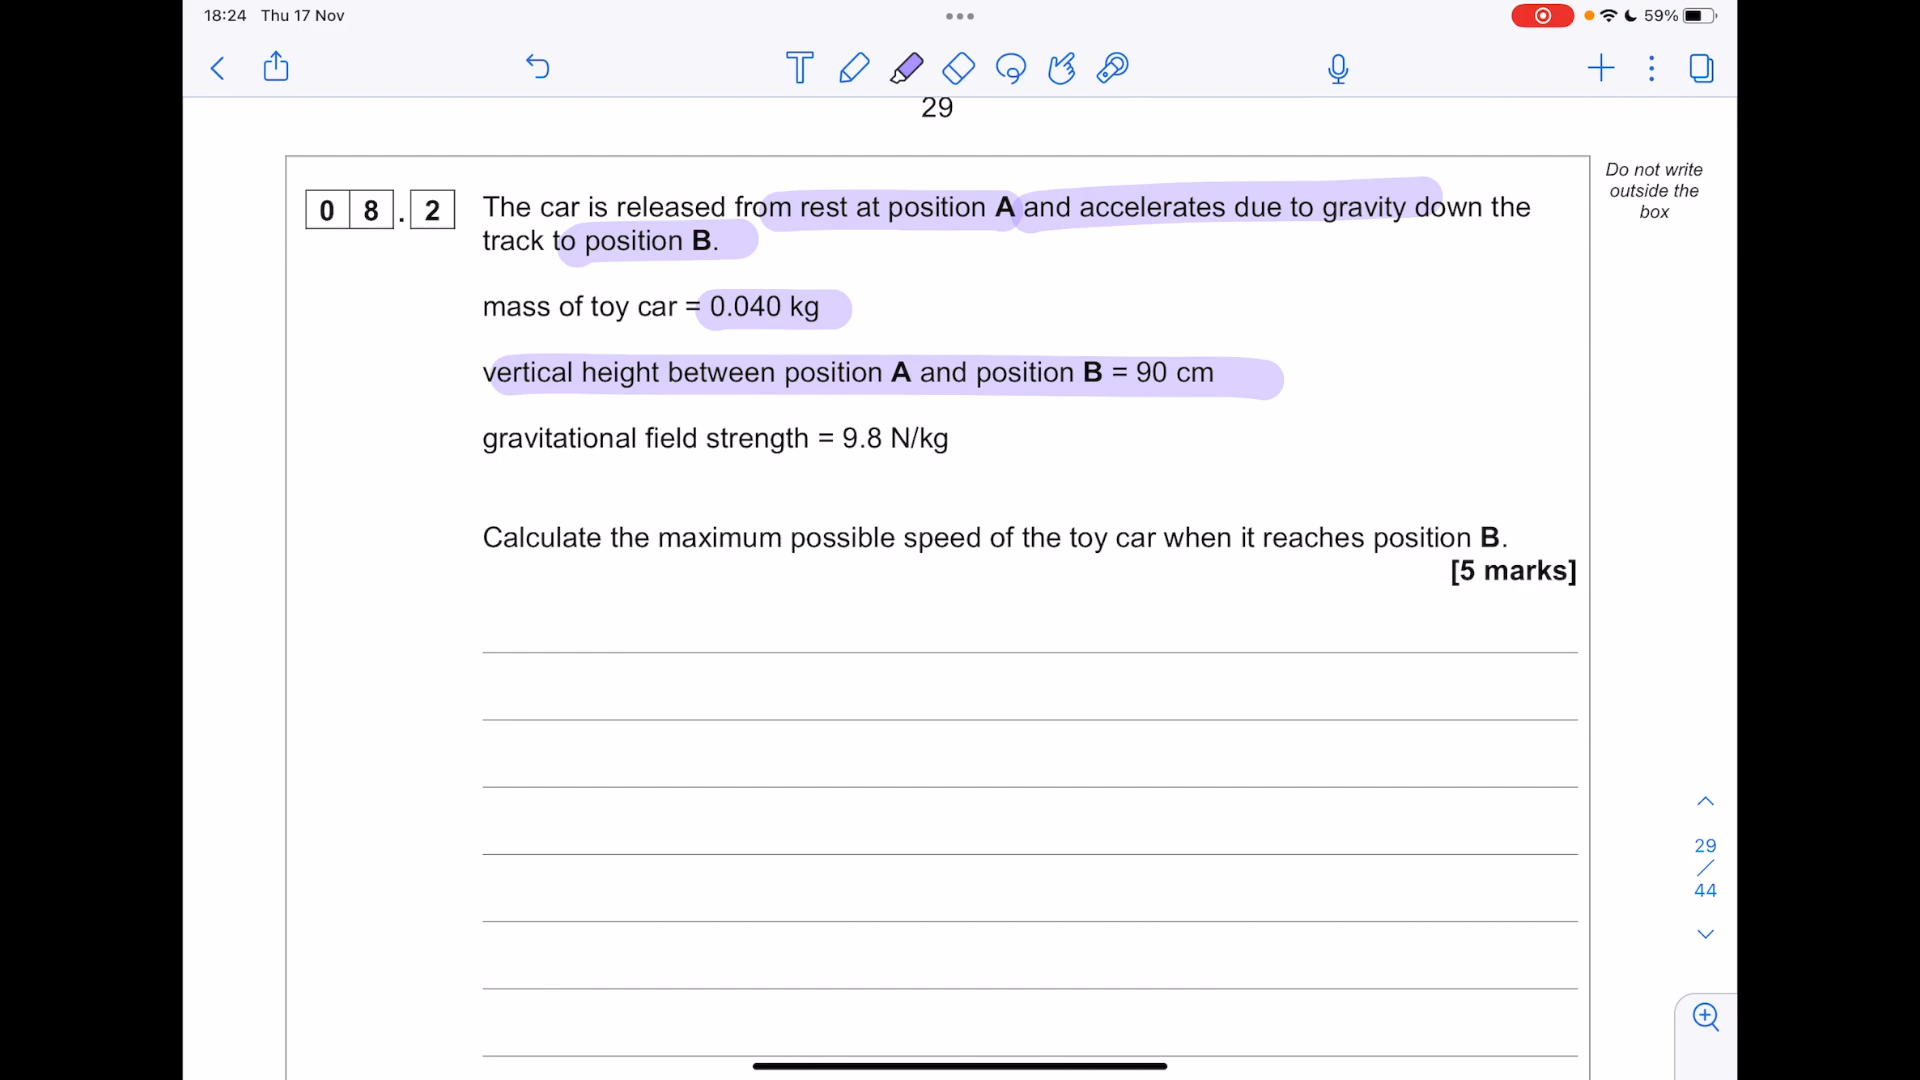 18:24 Thu 17 Nov
59%
29
Do not write
outside the
box
0 8 . 2 The car is released from rest at position A and accelerates due to gravity down the
track to position B.
mass of toy car = 0.040 kg
vertical height between position A and position B = 90 cm
gravitational field strength = 9.8 N/kg
Calculate the maximum possible speed of the toy car when it reaches position B.
[5 marks]
29
/
44